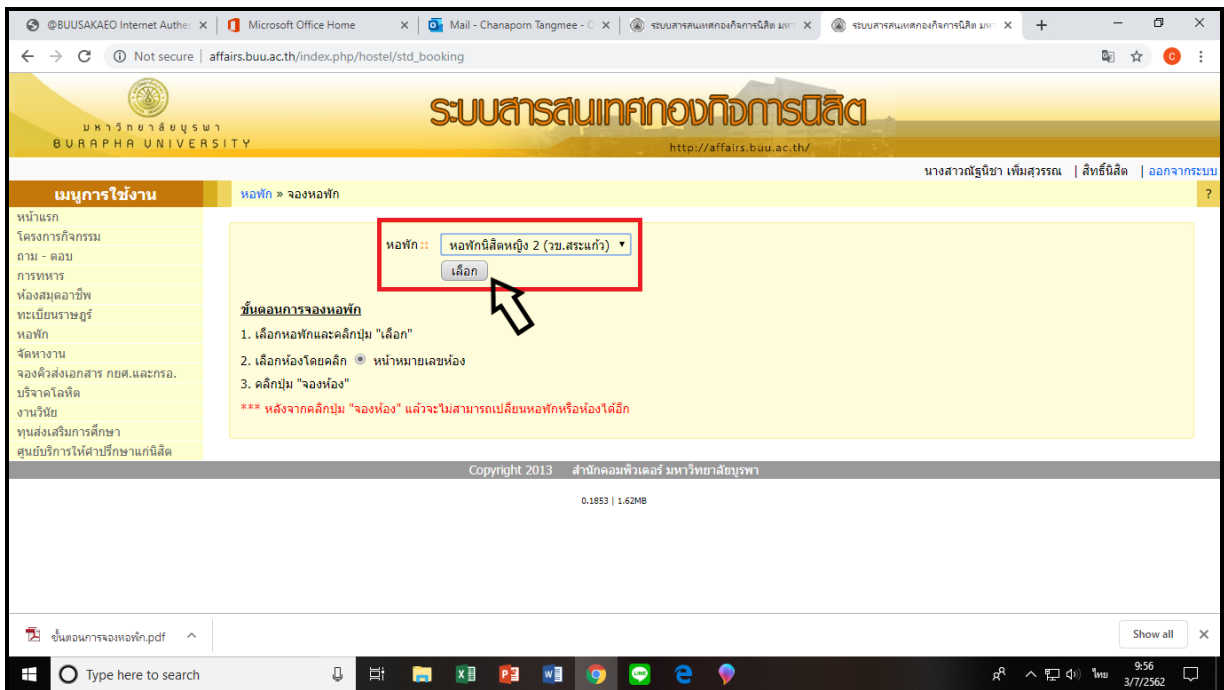 @BUUSAKAEO Internet Authe
Microsoft Office Home
Mail - Chanaporn Tangmee - C
ระบบสารสนเทศกองกิจการนิสิต มหา
ระบบสารสนเทศกองกิจการนิสิต มหา
Not secure | affairs.buu.ac.th/index.php/hostel/std_booking
C
มหาวิทยาลัยบูรพา
BURAPHA UNIVERSITY
ระบบสารสนเทศกองกิจการนิสิต
http://affairs.buu.ac.th/
นางสาวณัฐนิชา เพิ่มสุวรรณ | สิทธิ์นิสิต | ออกจากระบบ
เมนูการใช้งาน
หอพัก » จองหอพัก
?
หน้าแรก
โครงการกิจกรรม
ถาม - ตอบ
การทหาร
ห้องสมุดอาชีพ
ทะเบียนราษฎร์
หอพัก
จัดหางาน
จองคิวส่งเอกสาร กยศ.และกรอ.
บริจาคโลหิต
งานวินัย
ทุนส่งเสริมการศึกษา
ศูนย์บริการให้คำปรึกษาแก่นิสิต
หอพัก :: หอพักนิสิตหญิง 2 (วข.สระแก้ว)
เลือก
ขั้นตอนการจองหอพัก
1. เลือกหอพักและคลิกปุ่ม "เลือก"
2. เลือกห้องโดยคลิก หน้าหมายเลขห้อง
3. คลิกปุ่ม "จองห้อง"
*** หลังจากคลิกปุ่ม "จองห้อง" แล้วจะไม่สามารถเปลี่ยนหอพักหรือห้องได้อีก
Copyright 2013 สำนักคอมพิวเตอร์ มหาวิทยาลัยบูรพา
0.1853 | 1.62MB
ขั้นตอนการจองหอพัก.pdf
Show all
Type here to search
ไทย
9:56
3/7/2562